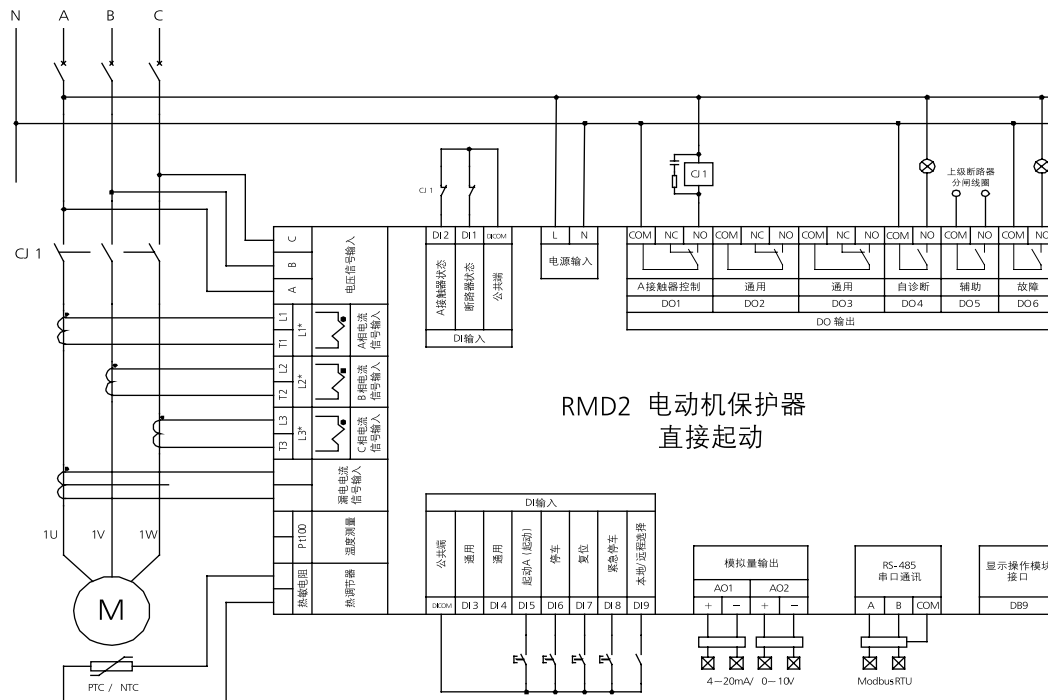 N A B C
CJ 1
上级断路器
分闸线圈
CJ 1
CJ 1
C
B
A
电压信号输入
L1
T1
L1*
A相电流
信号输入
L2
T2
L2*
B相电流
信号输入
L3
T3
L3*
C相电流
信号输入
漏电电流
信号输入
Pt100
温度测量
热敏电阻
热调节器
DI2 DI1 DICOM
A接触器状态
断路器状态
公共端
DI输入
L N
电源输入
COM NC NO COM NC NO COM NC NO COM NO COM NO COM NO
A接触器控制 通用 通用 自诊断 辅助 故障
DO1 DO2 DO3 DO4 DO5 DO6
DO 输出
RMD2 电动机保护器
直接起动
1U 1V 1W
M
PTC / NTC
DI输入
公共端
通用
通用
起动A (起动)
停车
复位
紧急停车
本地/远程选择
DICOM DI3 DI4 DI5 DI6 DI7 DI8 DI9
模拟量输出
AO1 AO2
+ − + −
4~20mA/ 0~10V
RS-485
串口通讯
A B COM
Modbus RTU
显示操作模块
接口
DB9